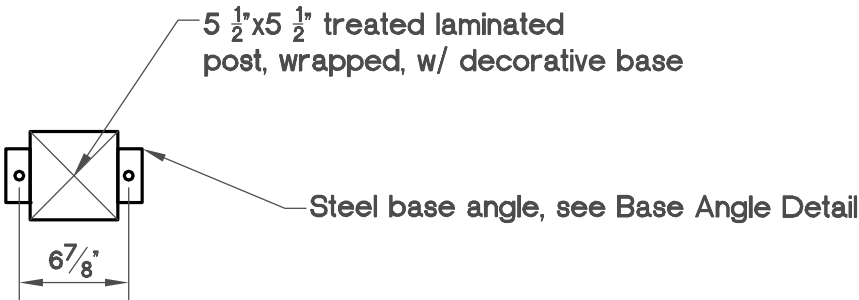 5 1/2"x5 1/2" treated laminated
post, wrapped, w/ decorative base
Steel base angle, see Base Angle Detail
6 7/8"